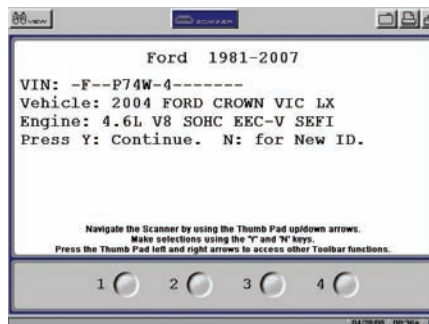 VIEW SCANNER
Ford 1981-2007
VIN: -F--P74W-4-------
Vehicle: 2004 FORD CROWN VIC LX
Engine: 4.6L V8 SOHC EEC-V SEFI
Press Y: Continue. N: for New ID.
Navigate the Scanner by using the Thumb Pad up/down arrows.
Make selections using the 'Y' and 'N' keys.
Press the Thumb Pad left and right arrows to access other Toolbar functions.
1 2 3 4